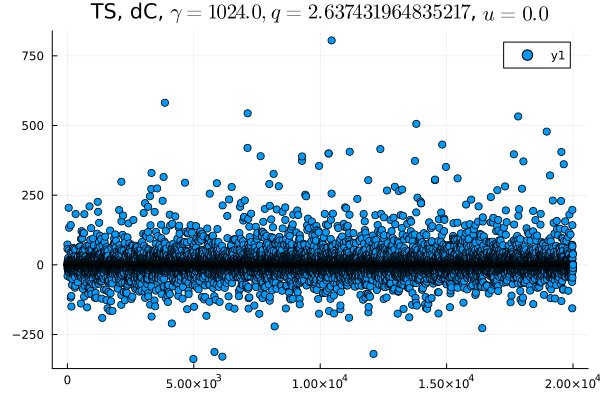 TS, dC, γ = 1024.0, q = 2.637431964835217, u = 0.0
y1
750
500
250
0
−250
0 5.00×10³ 1.00×10⁴ 1.50×10⁴ 2.00×10⁴